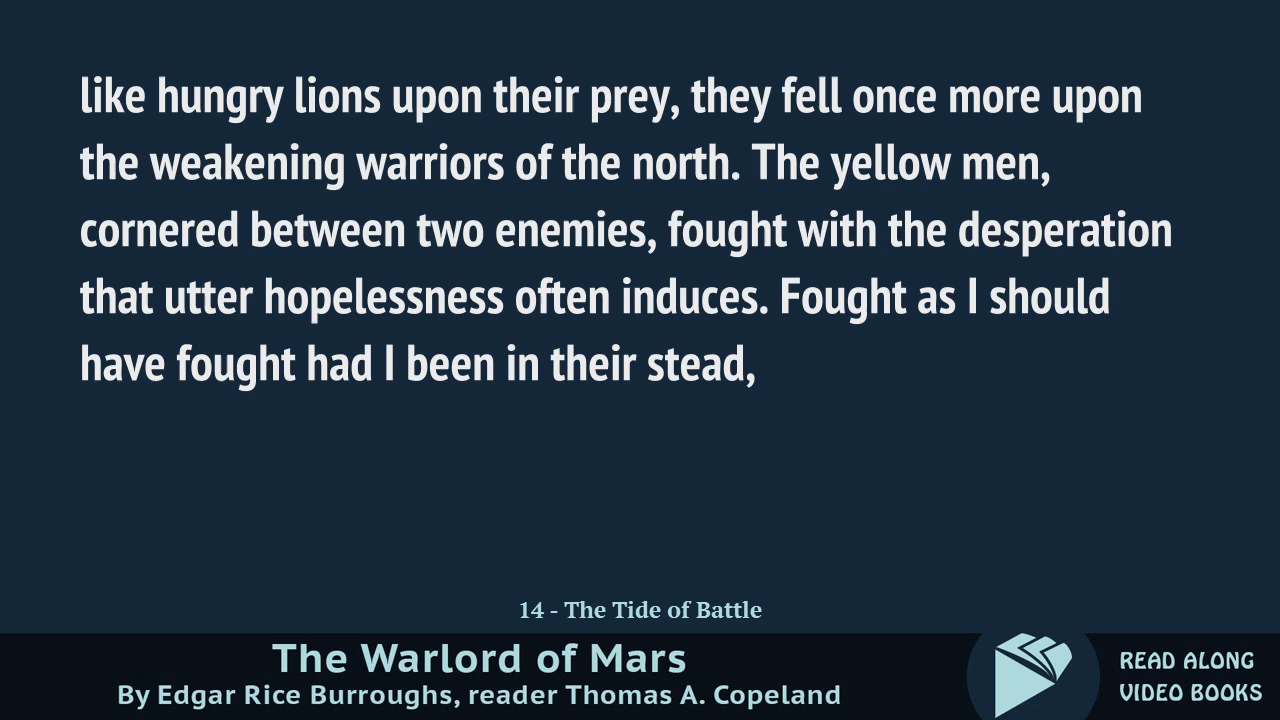 like hungry lions upon their prey, they fell once more upon
the weakening warriors of the north. The yellow men,
cornered between two enemies, fought with the desperation
that utter hopelessness often induces. Fought as I should
have fought had I been in their stead,
14 - The Tide of Battle
The Warlord of Mars
By Edgar Rice Burroughs, reader Thomas A. Copeland
READ ALONG
VIDEO BOOKS